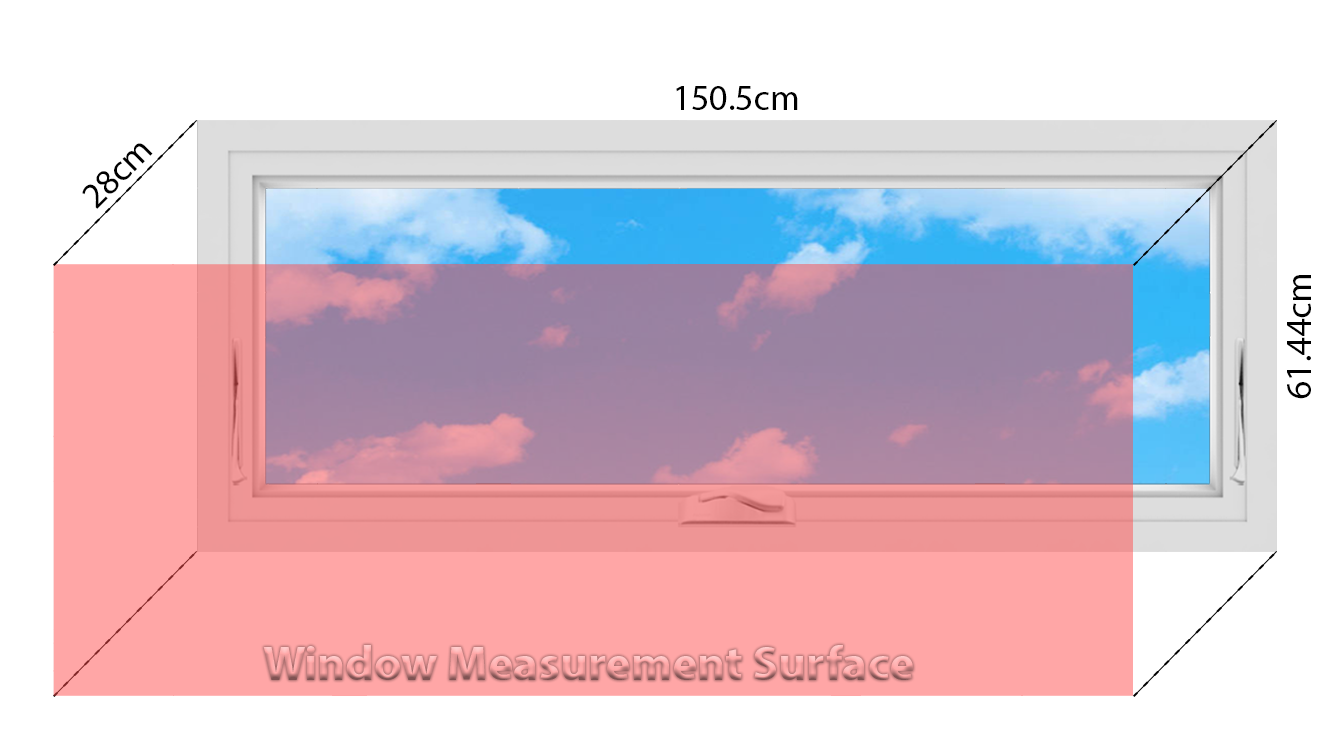 150.5cm
28cm
61.44cm
Window Measurement Surface